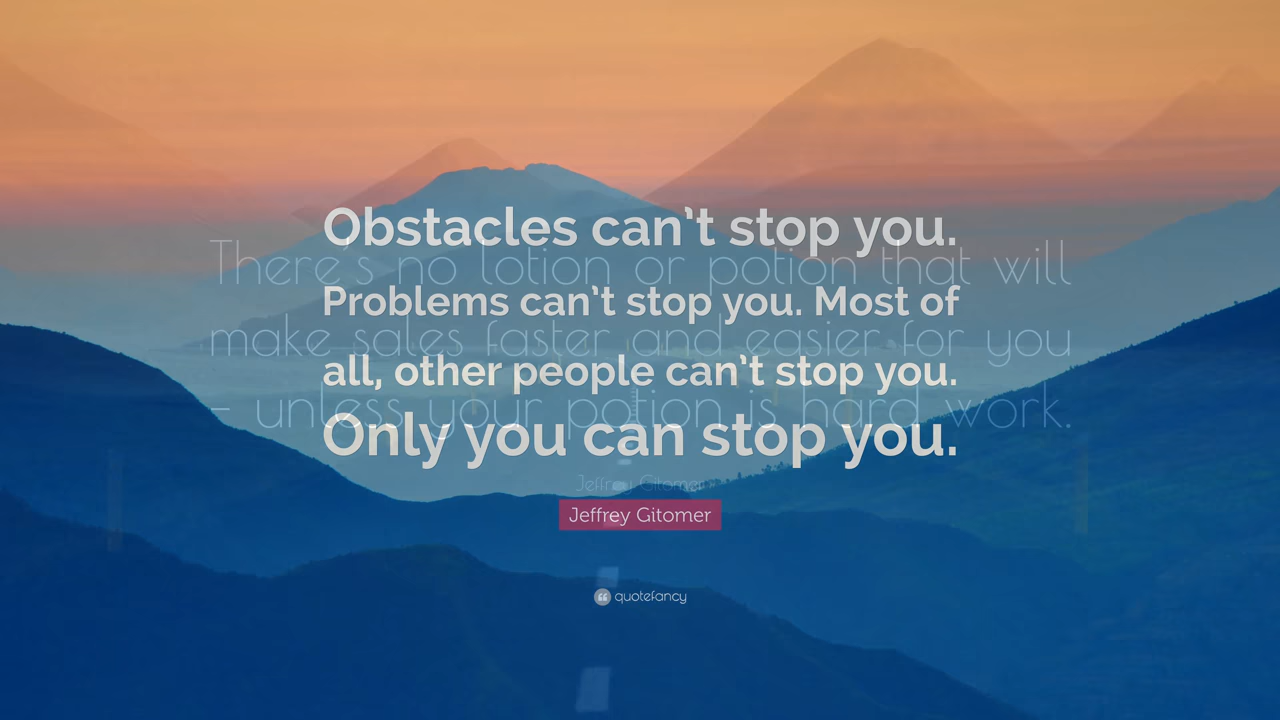 Obstacles can’t stop you.
There’s no lotion or potion that will
Problems can’t stop you. Most of
make sales faster and easier for you
all, other people can’t stop you.
– unless your potion is hard work.
Only you can stop you.
Jeffrey Gitomer
Jeffrey Gitomer
quotefancy